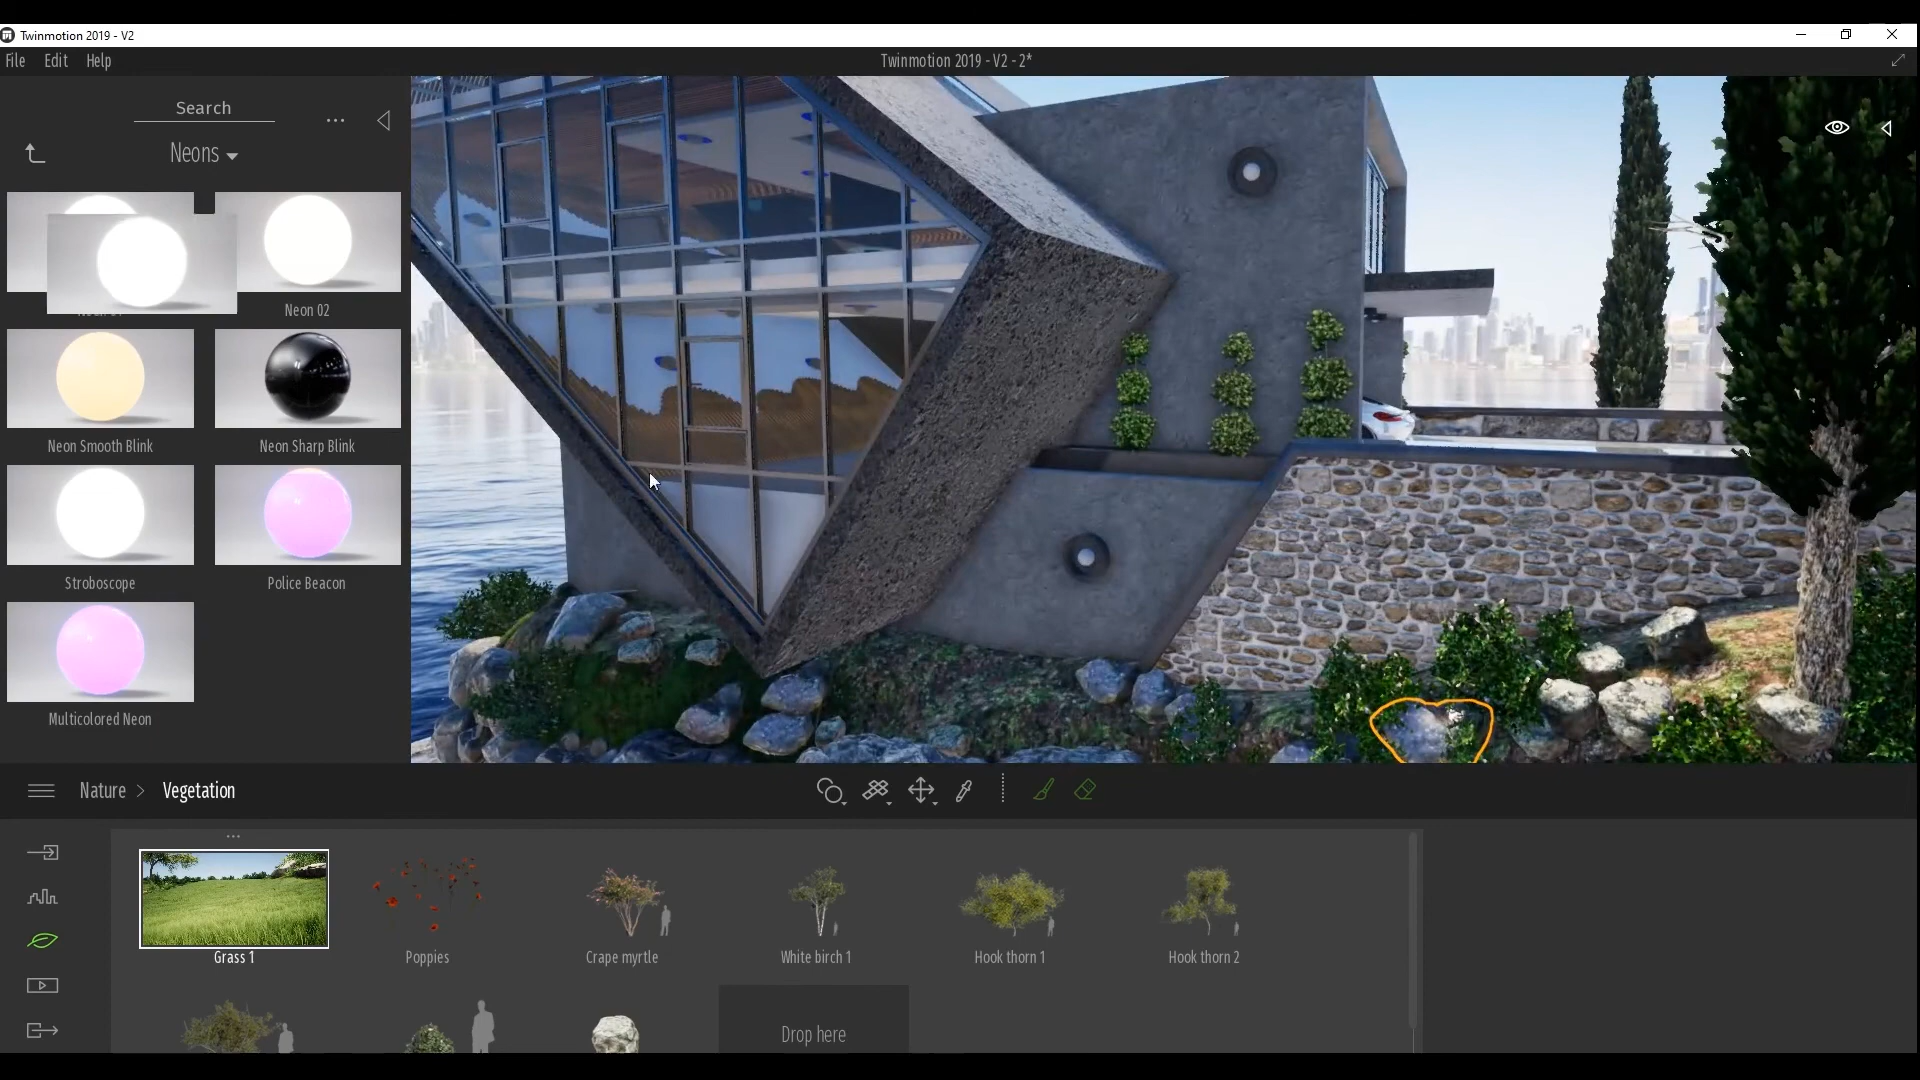 Twinmotion 2019 - V2
File Edit Help
Twinmotion 2019 - V2 - 2*
Search
...
Neons
Neon 02
Neon Smooth Blink
Neon Sharp Blink
Stroboscope
Police Beacon
Multicolored Neon
Nature > Vegetation
...
Grass 1
Poppies
Crape myrtle
White birch 1
Hook thorn 1
Hook thorn 2
Drop here